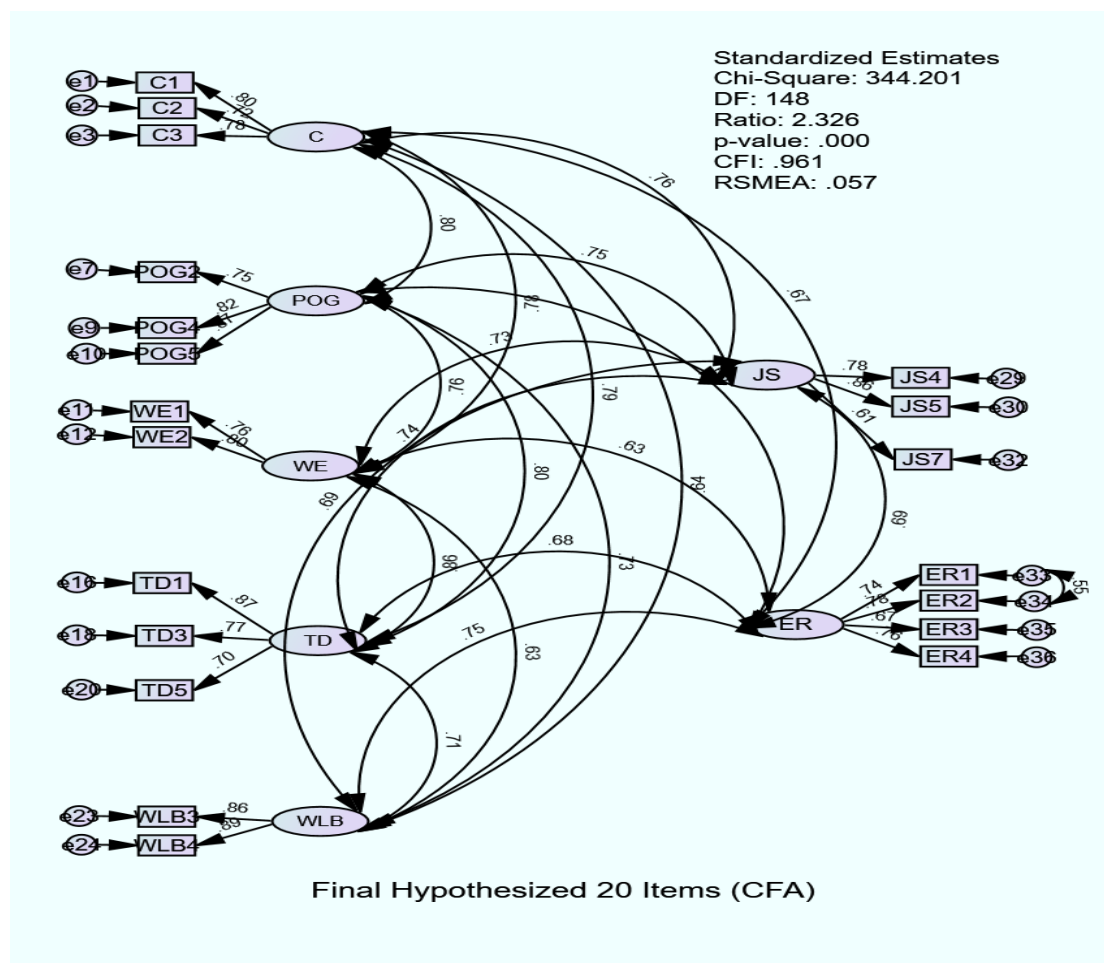 Standardized Estimates
Chi-Square: 344.201
DF: 148
Ratio: 2.326
p-value: .000
CFI: .961
RSMEA: .057
e1 C1 .80
e2 C2 .72
e3 C3 .78
C
.76
.80
.67
e7 POG2 .75
e9 POG4 .82
e10 POG5
POG
.75
.78
.73
.76
.79
JS
.78 JS4 e29
.86 JS5 e30
.61 JS7 e32
e11 WE1 .76
e12 WE2 .80
WE
.74
.63
.80
.64
.69
.69
.98
.73
.68
e16 TD1 .87
e18 TD3 .77
e20 TD5 .70
TD
.75
.63
.71
ER
.74 ER1 e33
ER2 e34
.55
.67 ER3 e35
.76 ER4 e36
e23 WLB3 .86
e24 WLB4 .89
WLB
Final Hypothesized 20 Items (CFA)